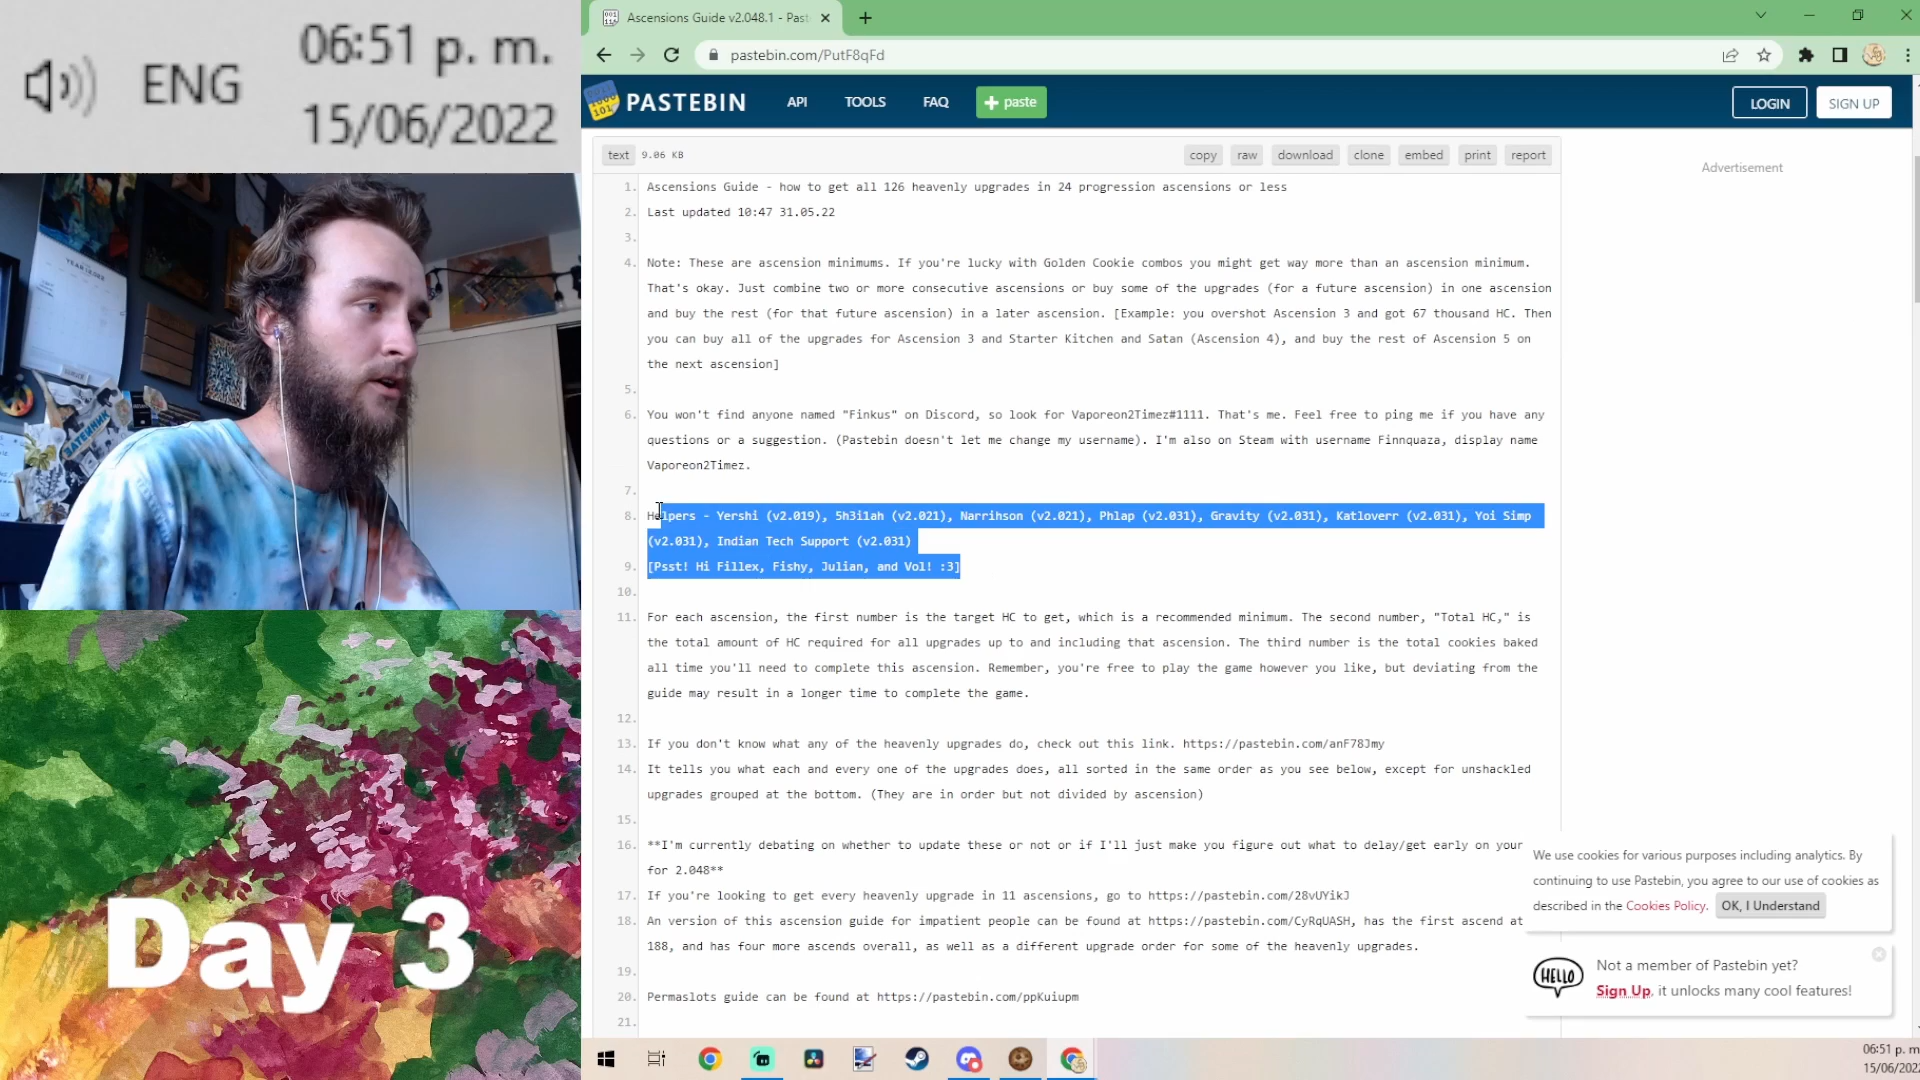 06:51 p. m.
ENG
15/06/2022
Day 3
Ascensions Guide v2.048.1 - Past
pastebin.com/PutF8qFd
PASTEBIN
API
TOOLS
FAQ
+ paste
LOGIN
SIGN UP
text
9.06 KB
copy
raw
download
clone
embed
print
report
Advertisement
1. Ascensions Guide - how to get all 126 heavenly upgrades in 24 progression ascensions or less
2. Last updated 10:47 31.05.22
3.
4. Note: These are ascension minimums. If you're lucky with Golden Cookie combos you might get way more than an ascension minimum.
That's okay. Just combine two or more consecutive ascensions or buy some of the upgrades (for a future ascension) in one ascension
and buy the rest (for that future ascension) in a later ascension. [Example: you overshot Ascension 3 and got 67 thousand HC. Then
you can buy all of the upgrades for Ascension 3 and Starter Kitchen and Satan (Ascension 4), and buy the rest of Ascension 5 on
the next ascension]
5.
6. You won't find anyone named "Finkus" on Discord, so look for Vaporeon2Timez#1111. That's me. Feel free to ping me if you have any
questions or a suggestion. (Pastebin doesn't let me change my username). I'm also on Steam with username Finnquaza, display name
Vaporeon2Timez.
7.
8. Helpers - Yershi (v2.019), 5h3i1ah (v2.021), Narrihson (v2.021), Phlap (v2.031), Gravity (v2.031), Katloverr (v2.031), Yoi Simp
(v2.031), Indian Tech Support (v2.031)
9. [Psst! Hi Fillex, Fishy, Julian, and Vol! :3]
10.
11. For each ascension, the first number is the target HC to get, which is a recommended minimum. The second number, "Total HC," is
the total amount of HC required for all upgrades up to and including that ascension. The third number is the total cookies baked
all time you'll need to complete this ascension. Remember, you're free to play the game however you like, but deviating from the
guide may result in a longer time to complete the game.
12.
13. If you don't know what any of the heavenly upgrades do, check out this link. https://pastebin.com/anF78Jmy
14. It tells you what each and every one of the upgrades does, all sorted in the same order as you see below, except for unshackled
upgrades grouped at the bottom. (They are in order but not divided by ascension)
15.
16. **I'm currently debating on whether to update these or not or if I'll just make you figure out what to delay/get early on your
for 2.048**
17. If you're looking to get every heavenly upgrade in 11 ascensions, go to https://pastebin.com/28vUYikJ
18. An version of this ascension guide for impatient people can be found at https://pastebin.com/CyRqUASH, has the first ascend at
188, and has four more ascends overall, as well as a different upgrade order for some of the heavenly upgrades.
19.
20. Permaslots guide can be found at https://pastebin.com/ppKuiupm
21.
We use cookies for various purposes including analytics. By
continuing to use Pastebin, you agree to our use of cookies as
described in the Cookies Policy. OK, I Understand
HELLO
Not a member of Pastebin yet?
Sign Up, it unlocks many cool features!
06:51 p. m
15/06/2022